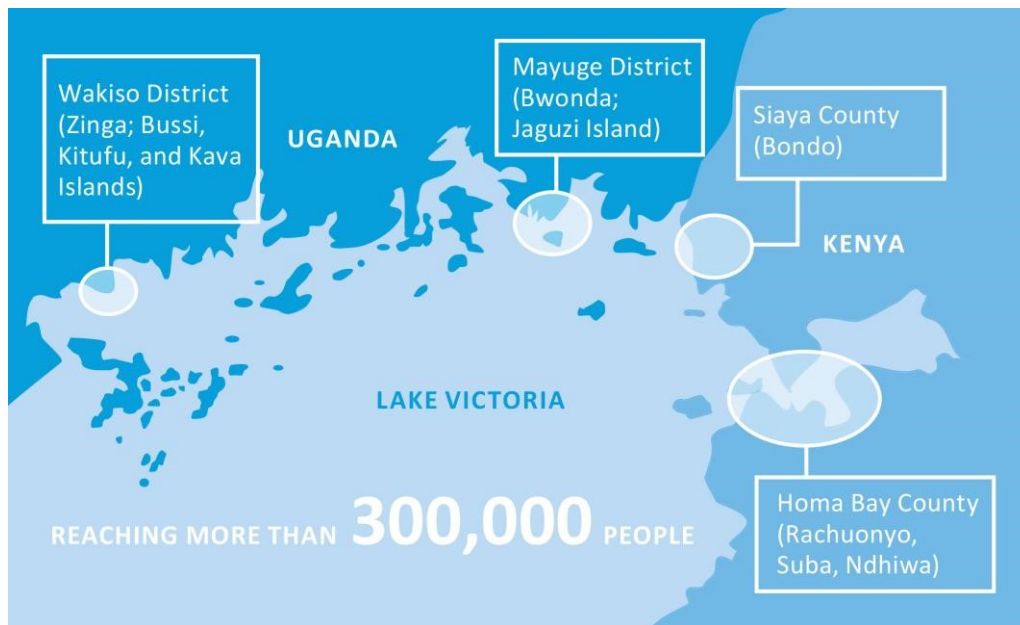 Wakiso District
(Zinga; Bussi,
Kitufu, and Kava
Islands)
UGANDA
Mayuge District
(Bwonda;
Jaguzi Island)
Siaya County
(Bondo)
KENYA
LAKE VICTORIA
REACHING MORE THAN 300,000 PEOPLE
Homa Bay County
(Rachuonyo,
Suba, Ndhiwa)